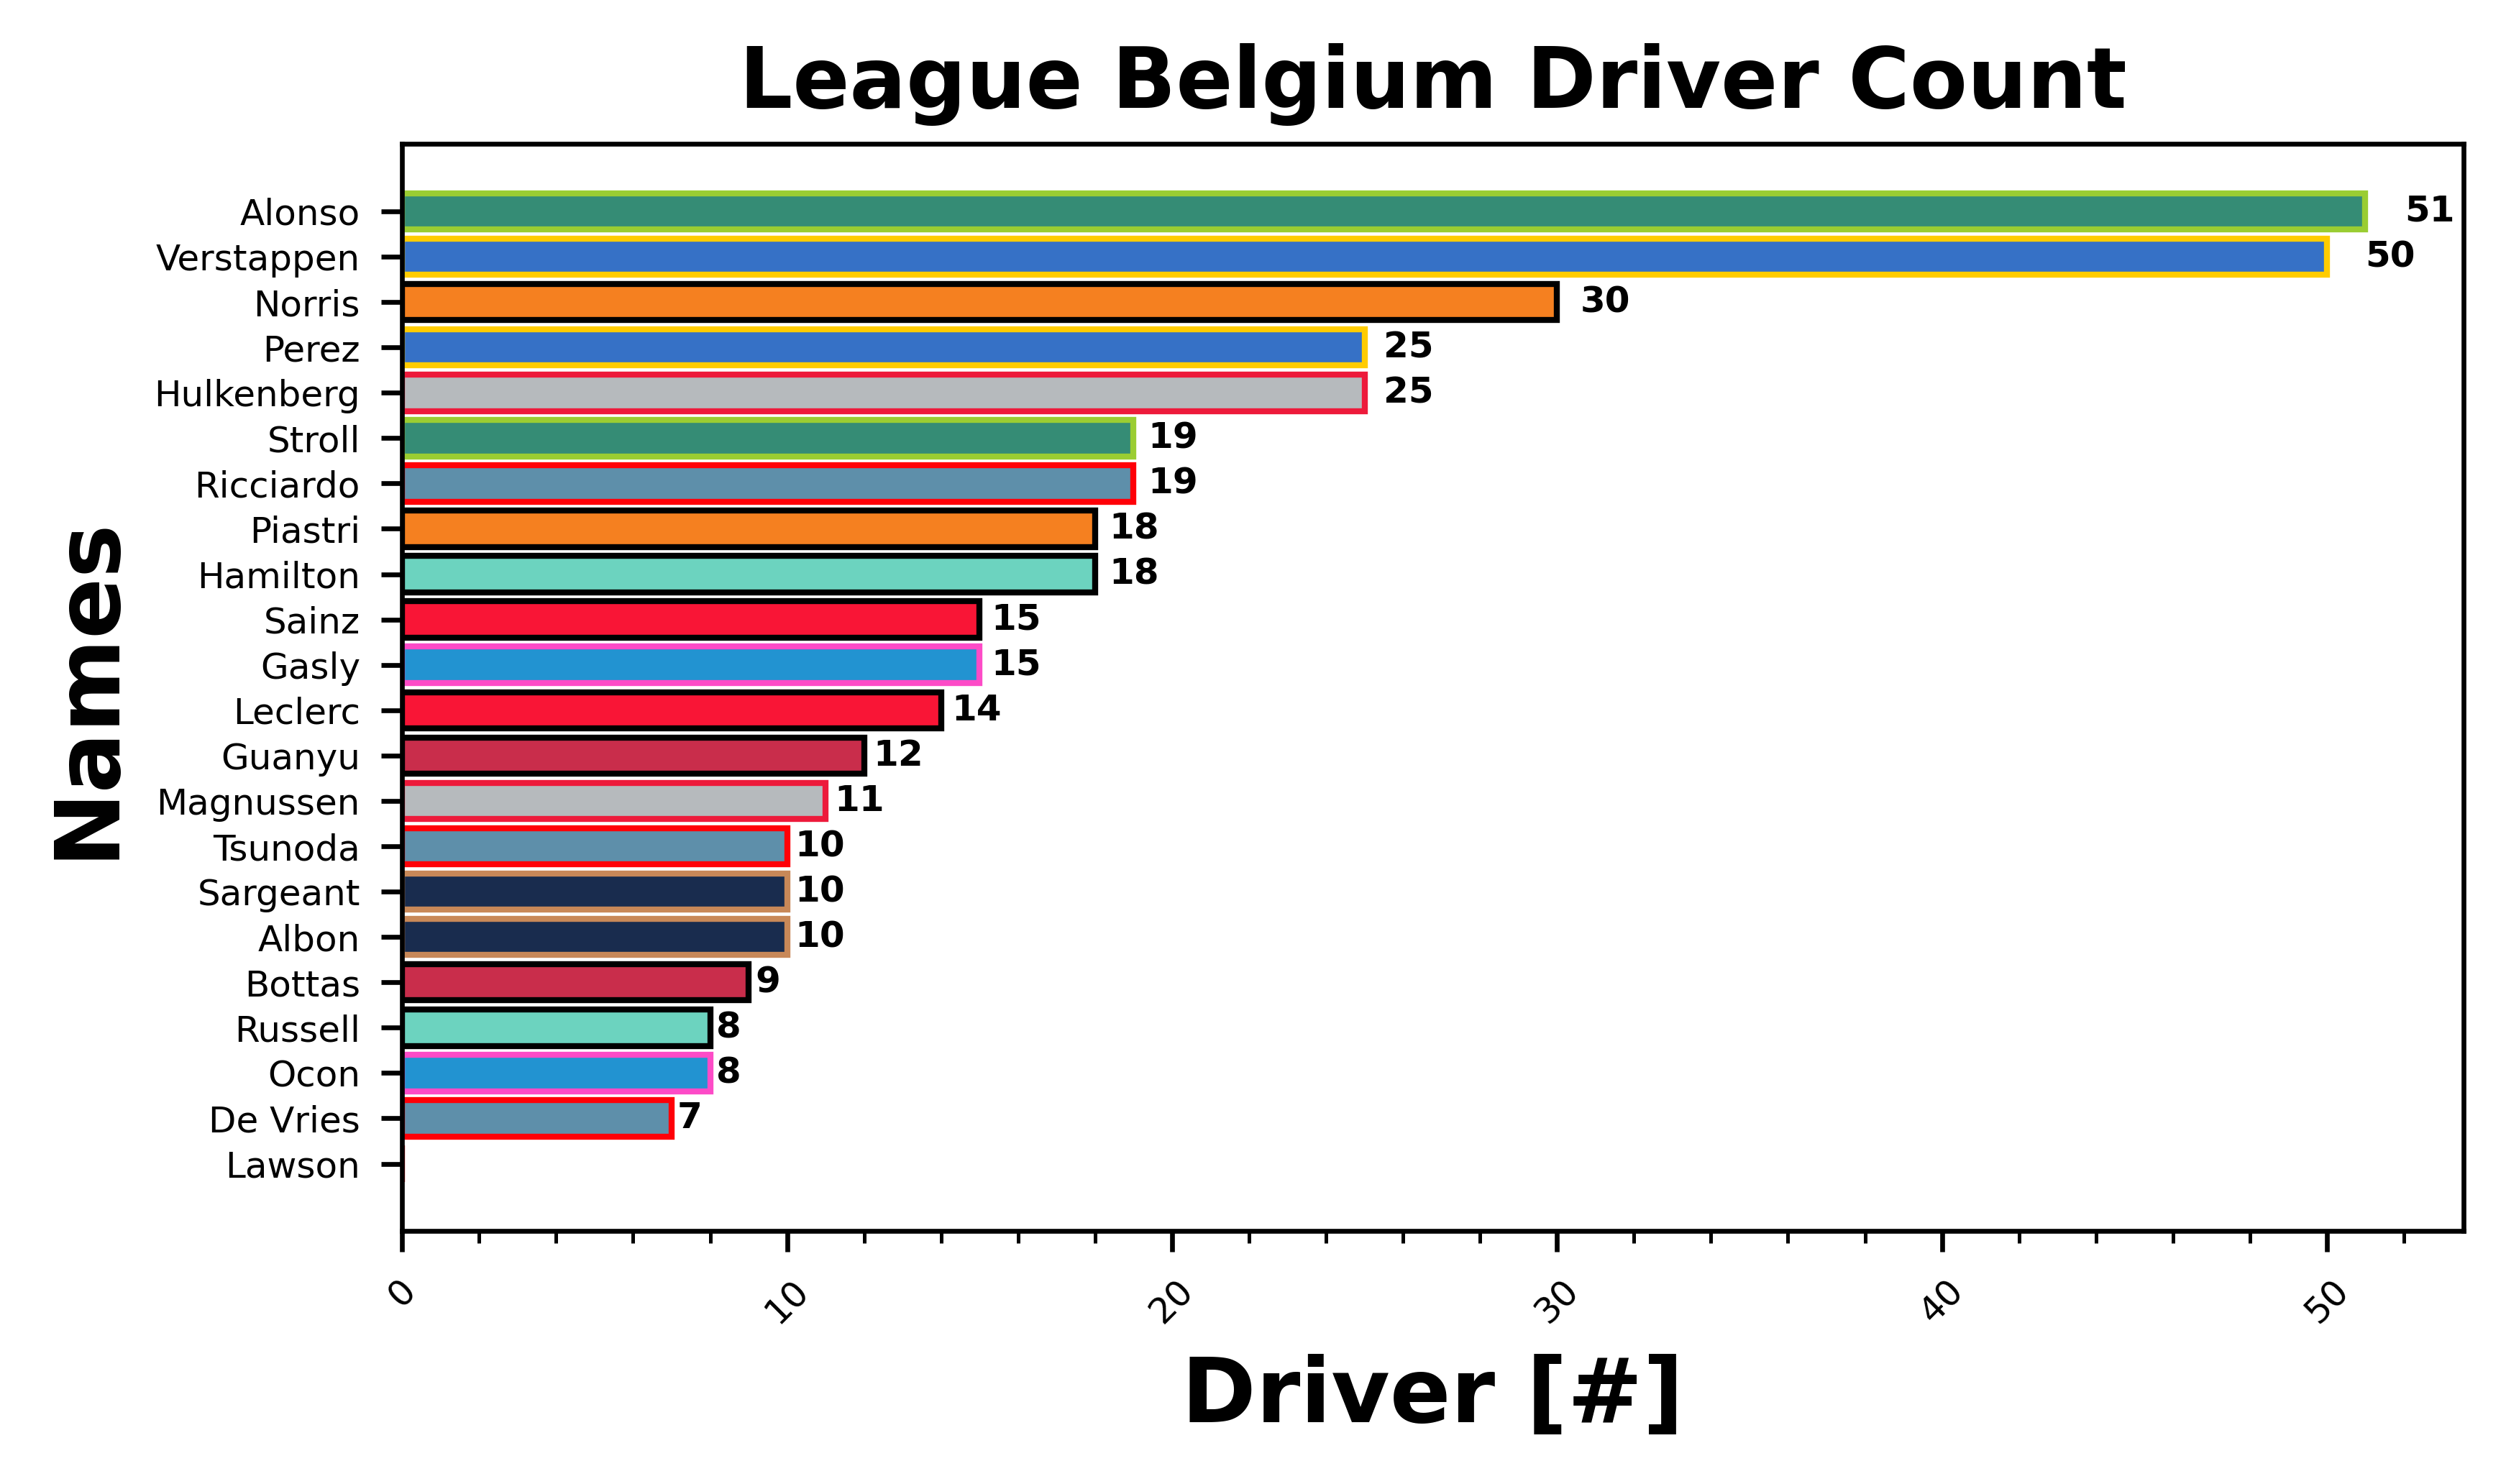 League Belgium Driver Count
Names
Alonso 51
Verstappen 50
Norris 30
Perez 25
Hulkenberg 25
Stroll 19
Ricciardo 19
Piastri 18
Hamilton 18
Sainz 15
Gasly 15
Leclerc 14
Guanyu 12
Magnussen 11
Tsunoda 10
Sargeant 10
Albon 10
Bottas 9
Russell 8
Ocon 8
De Vries 7
Lawson
0 10 20 30 40 50
Driver [#]